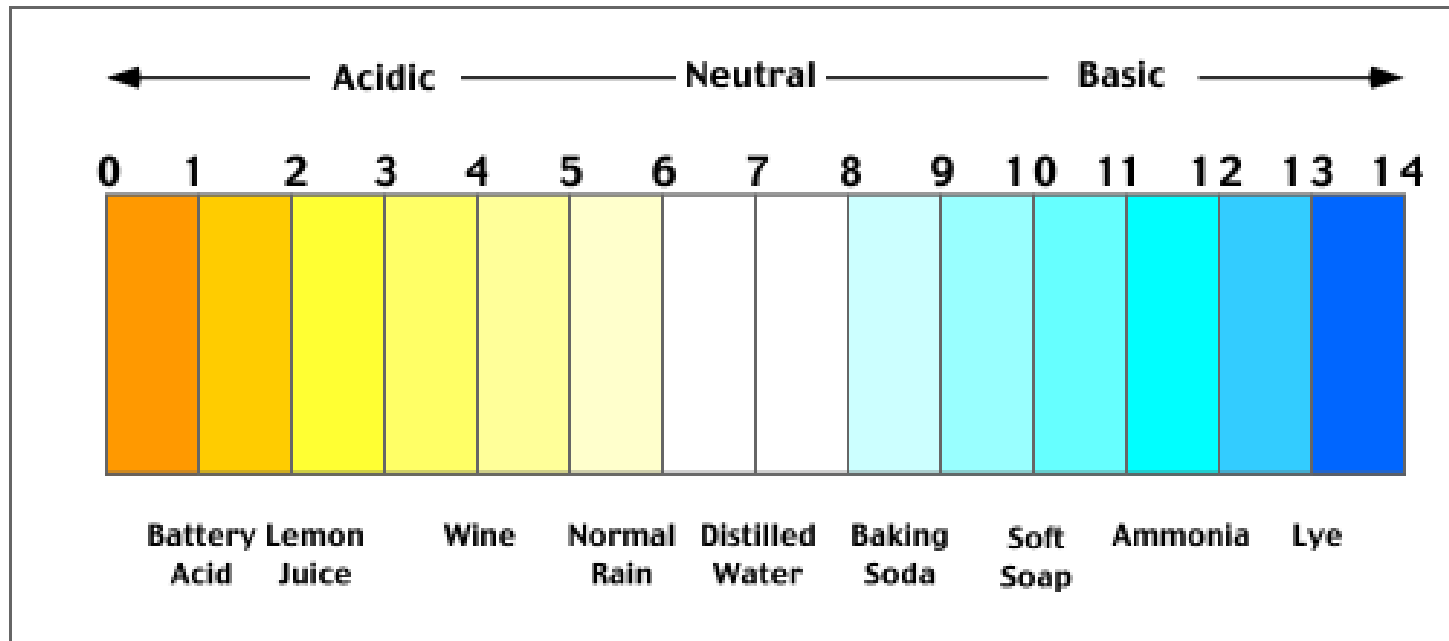 Acidic Neutral Basic
0 1 2 3 4 5 6 7 8 9 10 11 12 13 14
Battery Acid
Lemon Juice
Wine
Normal Rain
Distilled Water
Baking Soda
Soft Soap
Ammonia
Lye